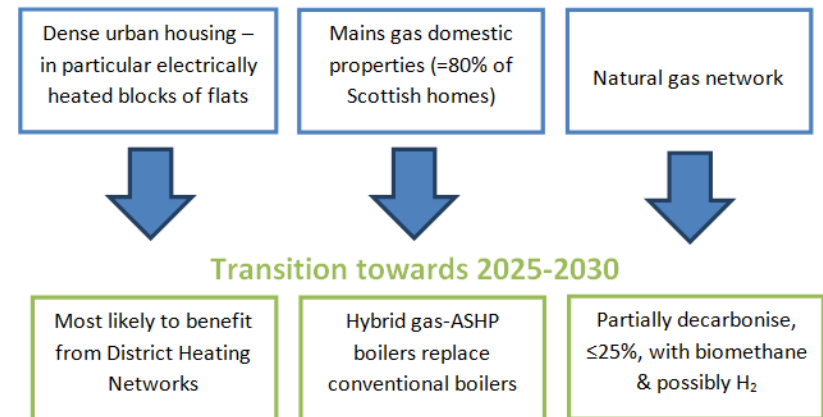 Dense urban housing –
in particular electrically
heated blocks of flats
Mains gas domestic
properties (=80% of
Scottish homes)
Natural gas network
Transition towards 2025-2030
Most likely to benefit
from District Heating
Networks
Hybrid gas-ASHP
boilers replace
conventional boilers
Partially decarbonise,
≤25%, with biomethane
& possibly H₂